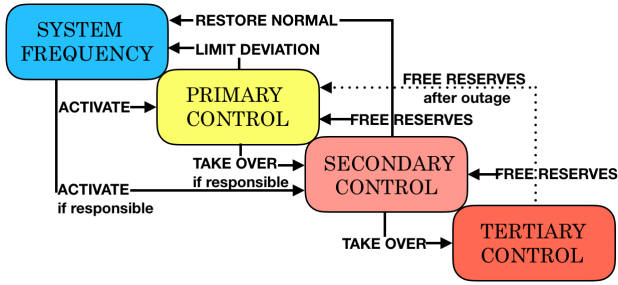 SYSTEM
FREQUENCY
RESTORE NORMAL
LIMIT DEVIATION
FREE RESERVES
after outage
ACTIVATE
PRIMARY
CONTROL
FREE RESERVES
TAKE OVER
if responsible
SECONDARY
CONTROL
FREE RESERVES
ACTIVATE
if responsible
TAKE OVER
TERTIARY
CONTROL